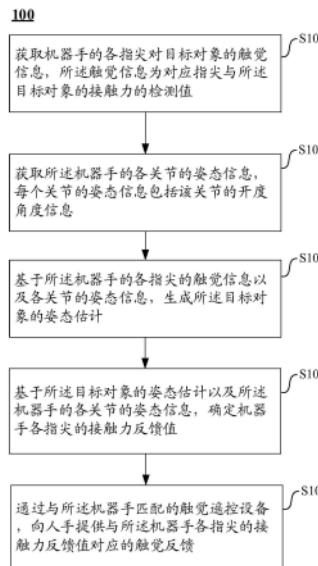 100
获取机器手的各指尖对目标对象的触觉
信息，所述触觉信息为对应指尖与所述
目标对象的接触力的检测值
S10
获取所述机器手的各关节的姿态信息，
每个关节的姿态信息包括该关节的开度
角度信息
S10
基于所述机器手的各指尖的触觉信息以
及各关节的姿态信息，生成所述目标对
象的姿态估计
S10
基于所述目标对象的姿态估计以及所述
机器手的各关节的姿态信息，确定机器
手各指尖的接触力反馈值
S10
通过与所述机器手匹配的触觉遥控设备
，向人手提供与所述机器手各指尖的接
触力反馈值对应的触觉反馈
S10